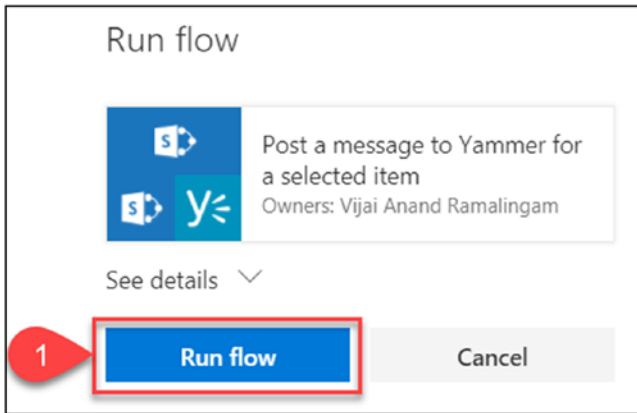 Run flow
Post a message to Yammer for
a selected item
Owners: Vijai Anand Ramalingam
See details
1
Run flow
Cancel